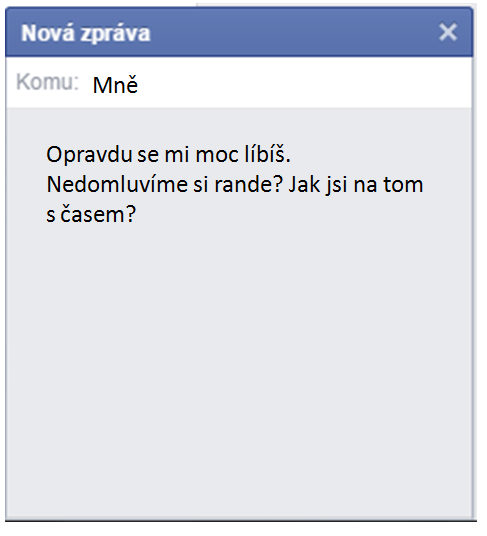 Nová zpráva
Komu: Mně
Opravdu se mi moc líbíš.
Nedomluvíme si rande? Jak jsi na tom
s časem?